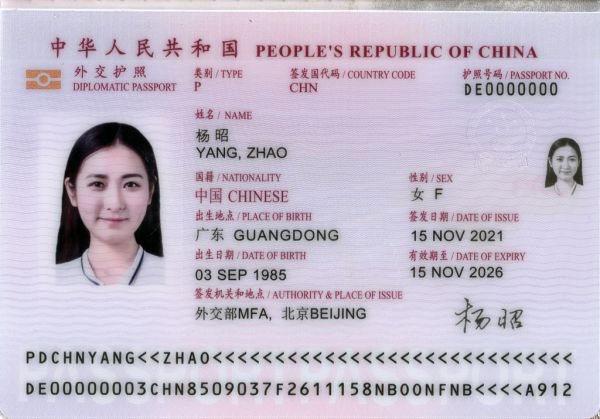 中华人民共和国 PEOPLE'S REPUBLIC OF CHINA
外交护照
DIPLOMATIC PASSPORT
类别 / TYPE
P
签发国代码 / COUNTRY CODE
CHN
护照号码 / PASSPORT NO.
DE0000000
姓名 / NAME
杨昭
YANG, ZHAO
国籍 / NATIONALITY
中国 CHINESE
性别 / SEX
女 F
出生地点 / PLACE OF BIRTH
广东 GUANGDONG
签发日期 / DATE OF ISSUE
15 NOV 2021
出生日期 / DATE OF BIRTH
03 SEP 1985
有效期至 / DATE OF EXPIRY
15 NOV 2026
签发机关和地点 / AUTHORITY & PLACE OF ISSUE
外交部MFA, 北京BEIJING
杨昭
PDCHNYANG<<ZHAO<<<<<<<<<<<<<<<<<<<<<<<<<<<<<
DE00000003CHN8509037F2611158NB00NFNB<<<<A912
PASSPORT PASSPORT